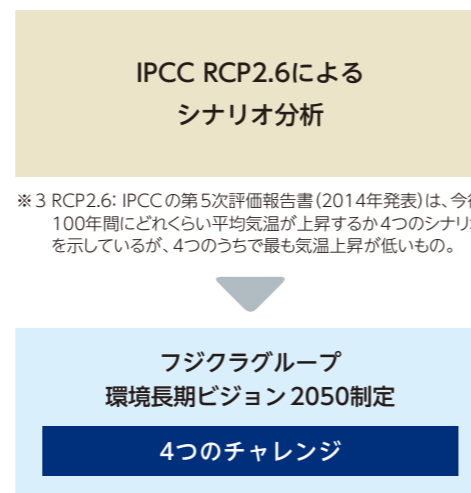 IPCC RCP2.6による
シナリオ分析
※3 RCP2.6: IPCCの第5次評価報告書(2014年発表)は、今
100年間にどれくらい平均気温が上昇するか4つのシナリ
を示しているが、4つのうちで最も気温上昇が低いもの。
フジクラグループ
環境長期ビジョン2050制定
4つのチャレンジ